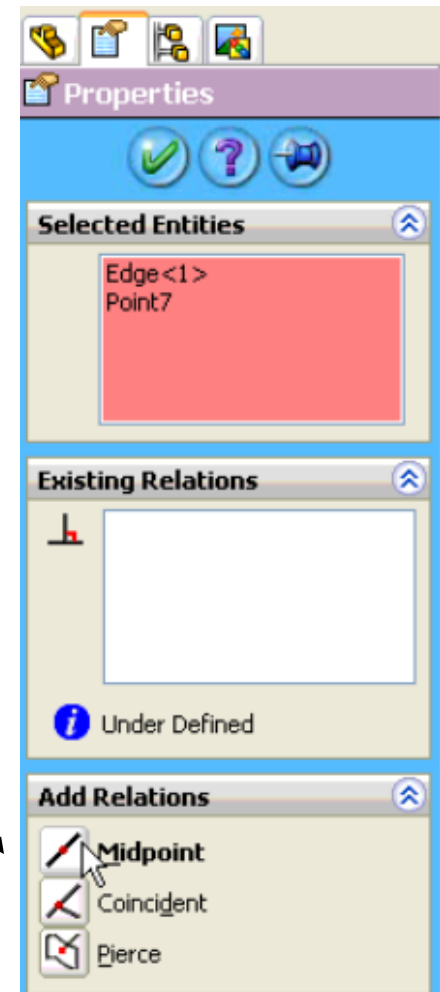 Properties
Selected Entities
Edge<1>
Point7
Existing Relations
Under Defined
Add Relations
Midpoint
Coincident
Pierce